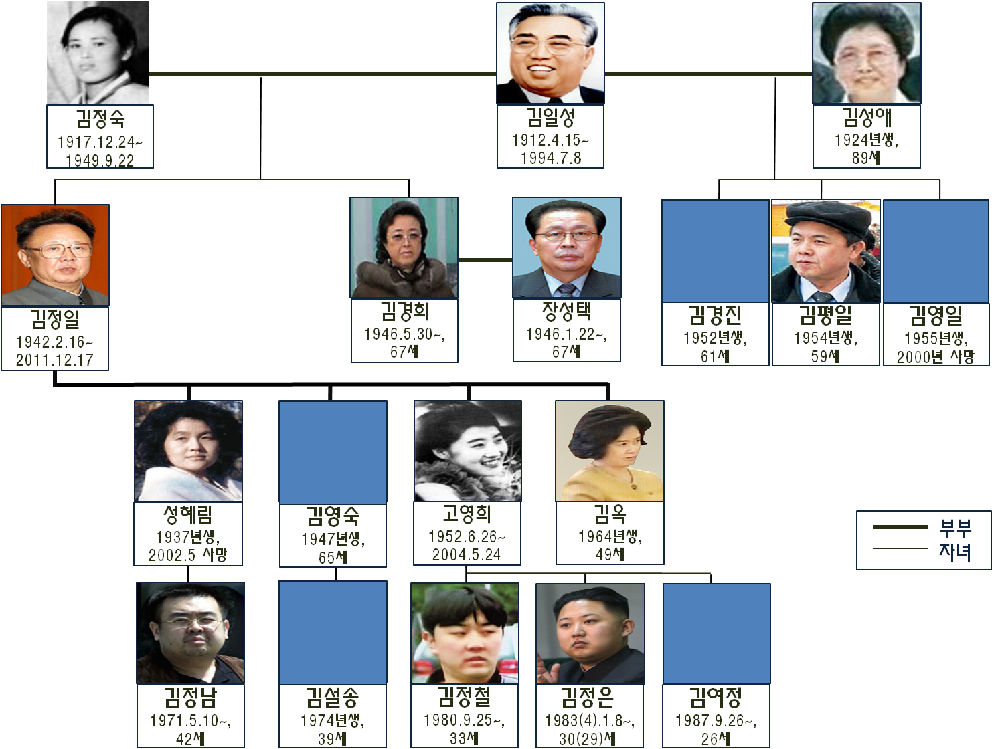 김정숙
1917.12.24~
1949.9.22
김일성
1912.4.15~
1994.7.8
김성애
1924년생,
89세
김정일
1942.2.16~
2011.12.17
김경희
1946.5.30~,
67세
장성택
1946.1.22~,
67세
김경진
1952년생,
61세
김평일
1954년생,
59세
김영일
1955년생,
2000년 사망
성혜림
1937년생,
2002.5 사망
김영숙
1947년생,
65세
고영희
1952.6.26~
2004.5.24
김옥
1964년생,
49세
부부
자녀
김정남
1971.5.10~,
42세
김설송
1974년생,
39세
김정철
1980.9.25~,
33세
김정은
1983(4).1.8~,
30(29)세
김여정
1987.9.26~,
26세